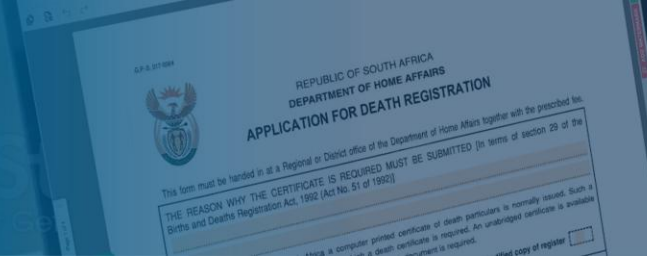 REPUBLIC OF SOUTH AFRICA
DEPARTMENT OF HOME AFFAIRS
APPLICATION FOR DEATH REGISTRATION
This form must be handed in at a Regional or District office of the Department of Home Affairs together with the prescribed fee.
THE REASON WHY THE CERTIFICATE IS REQUIRED MUST BE SUBMITTED [In terms of section 29 of the
Births and Deaths Registration Act, 1992 (Act No. 51 of 1992)]
a computer printed certificate of death particulars is normally issued. Such a
a death certificate is required. An unabridged certificate is available
document is required.
copy of register